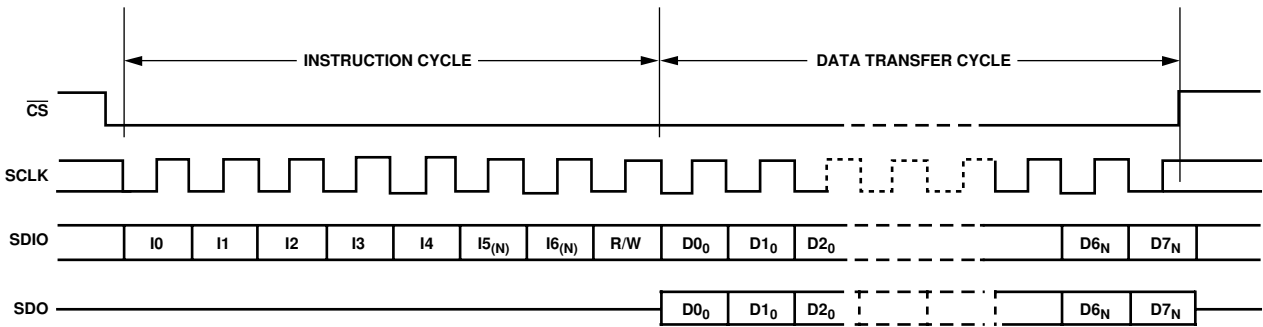 INSTRUCTION CYCLE DATA TRANSFER CYCLE
CS
SCLK
SDIO I0 I1 I2 I3 I4 I5(N) I6(N) R/W D00 D10 D20 D6N D7N
SDO D00 D10 D20 D6N D7N